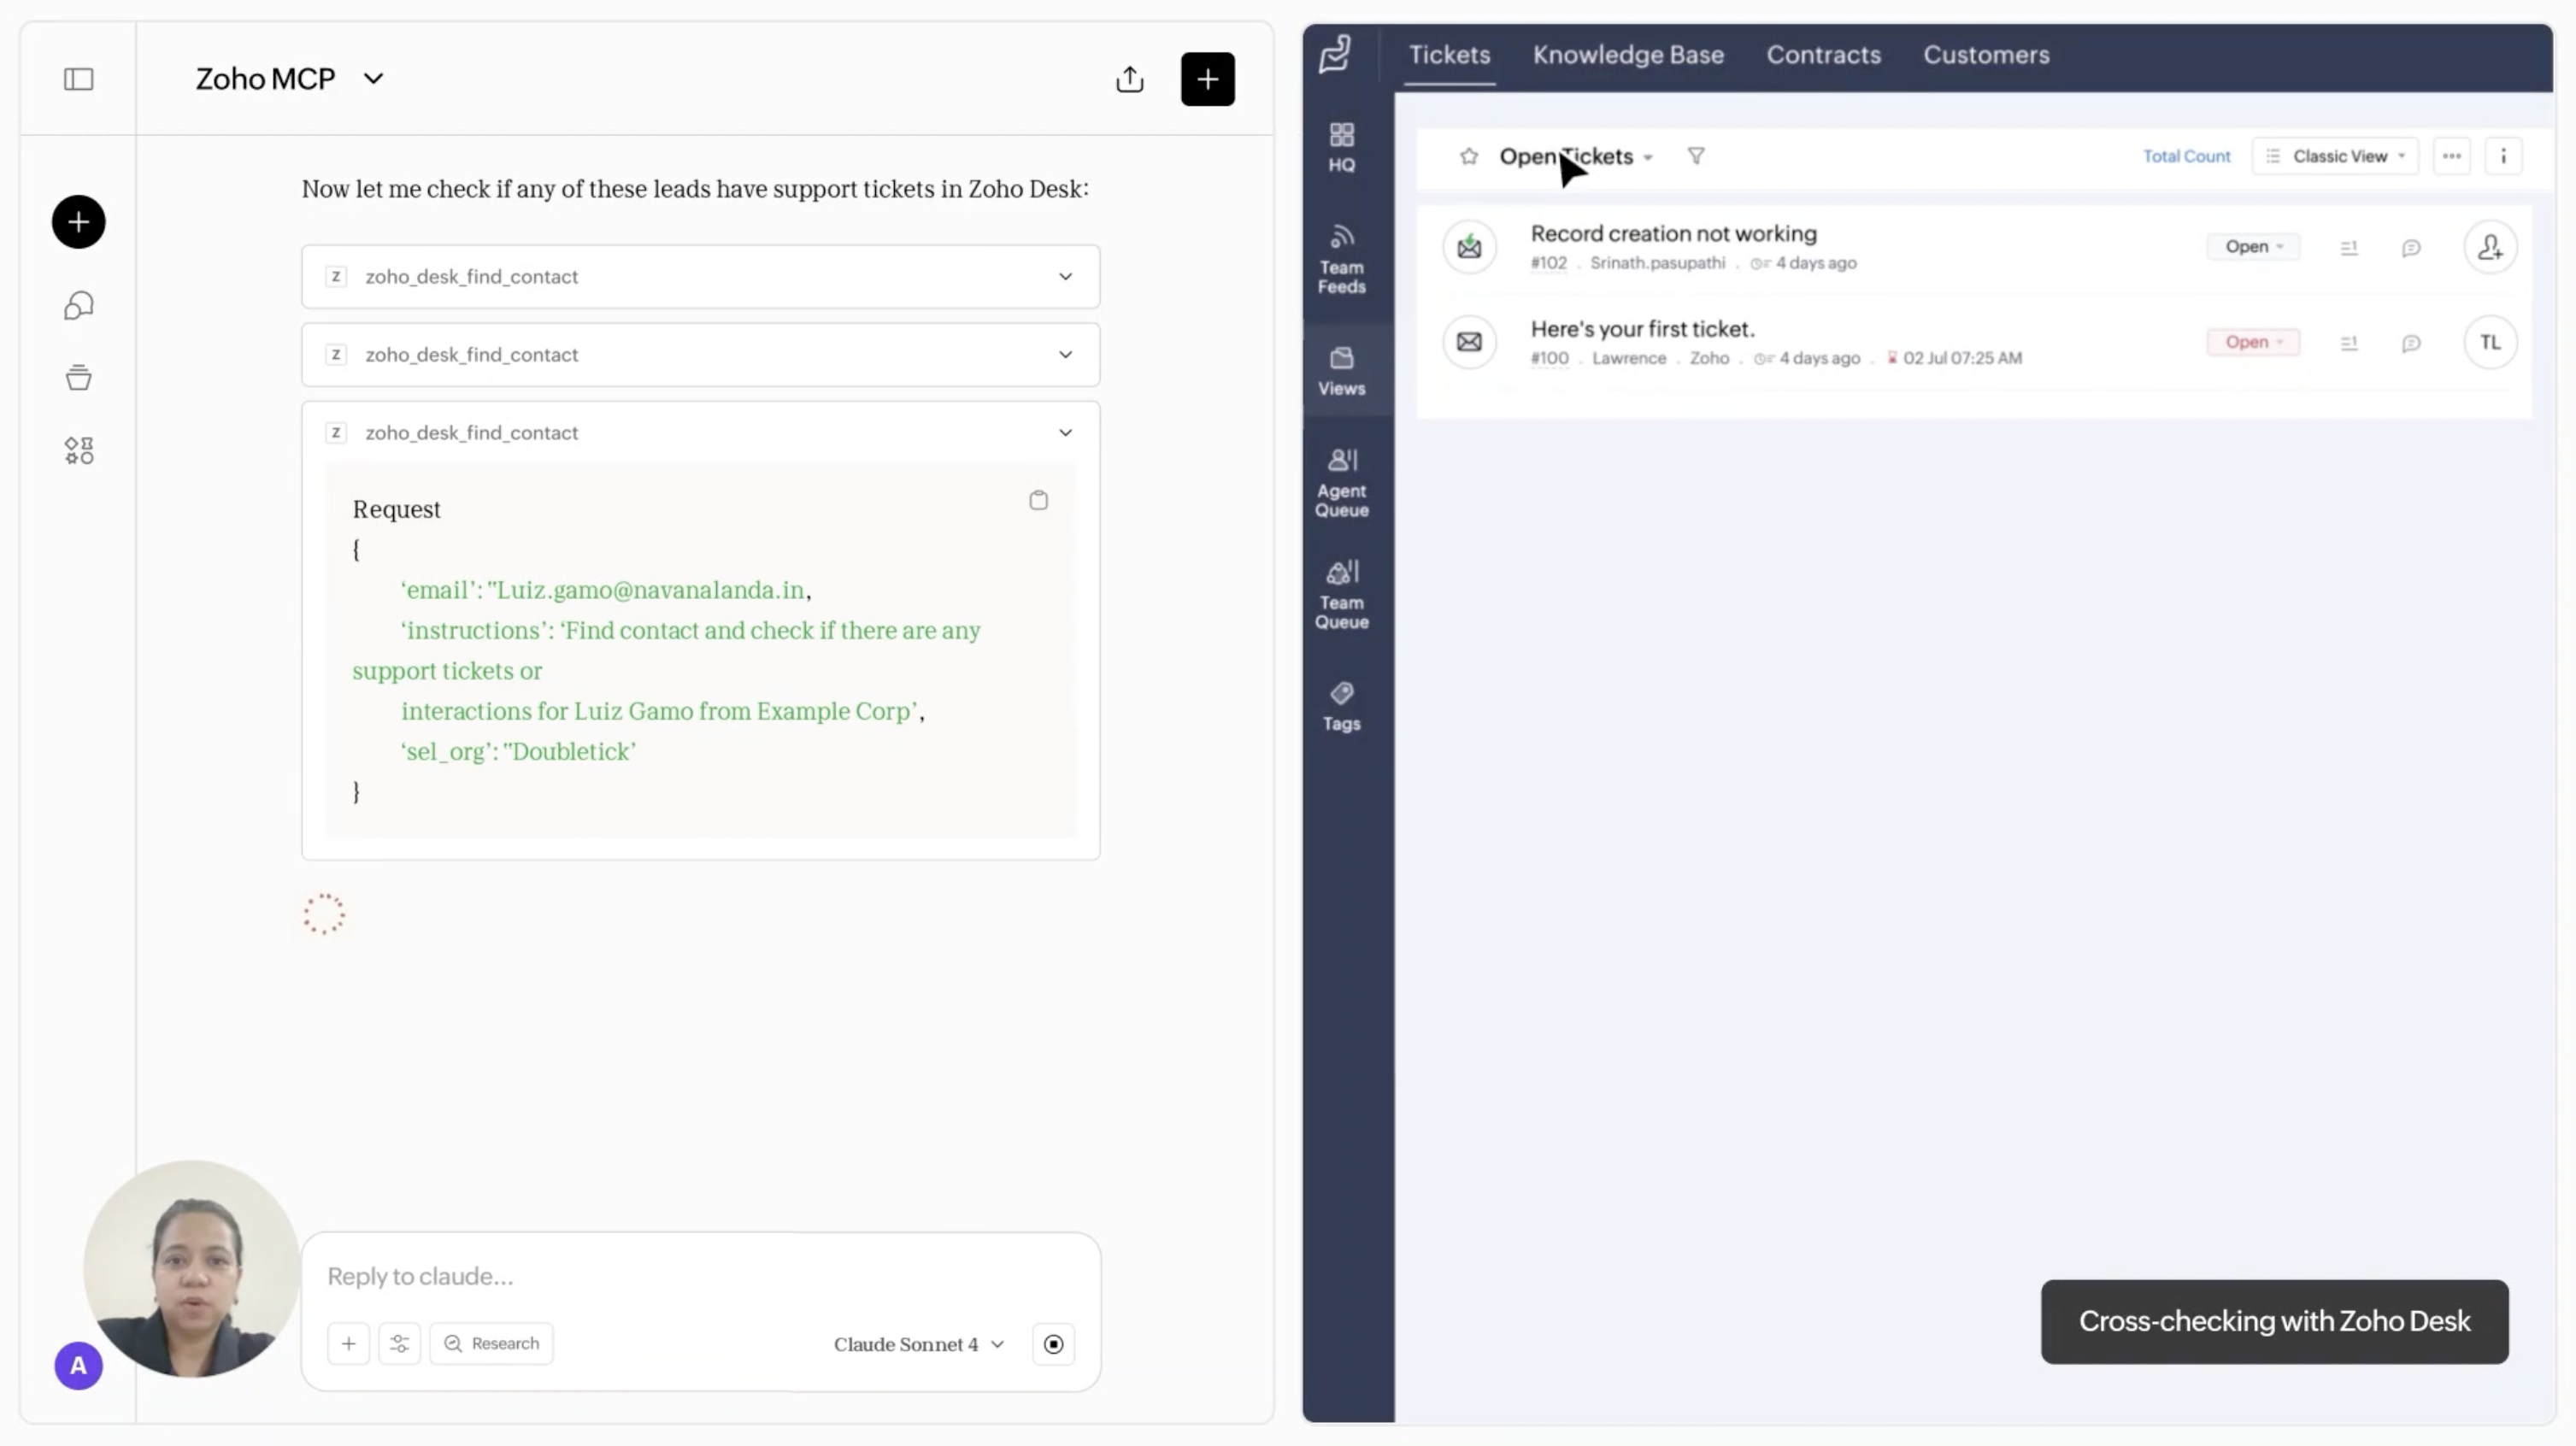 Zoho MCP
Now let me check if any of these leads have support tickets in Zoho Desk:
Z zoho_desk_find_contact
Z zoho_desk_find_contact
Z zoho_desk_find_contact
Request
{
‘email’: “Luiz.gamo@navanalanda.in,
‘instructions’: ‘Find contact and check if there are any
support tickets or
interactions for Luiz Gamo from Example Corp’,
‘sel_org’: “Doubletick’
}
Reply to claude...
Research
Claude Sonnet 4
A
Tickets Knowledge Base Contracts Customers
HQ
Team
Feeds
Views
Agent
Queue
Team
Queue
Tags
Open Tickets
Total Count
Classic View
Record creation not working
#102 . Srinath.pasupathi . 4 days ago
Open
Here's your first ticket.
#100 . Lawrence . Zoho . 4 days ago . 02 Jul 07:25 AM
Open
TL
Cross-checking with Zoho Desk